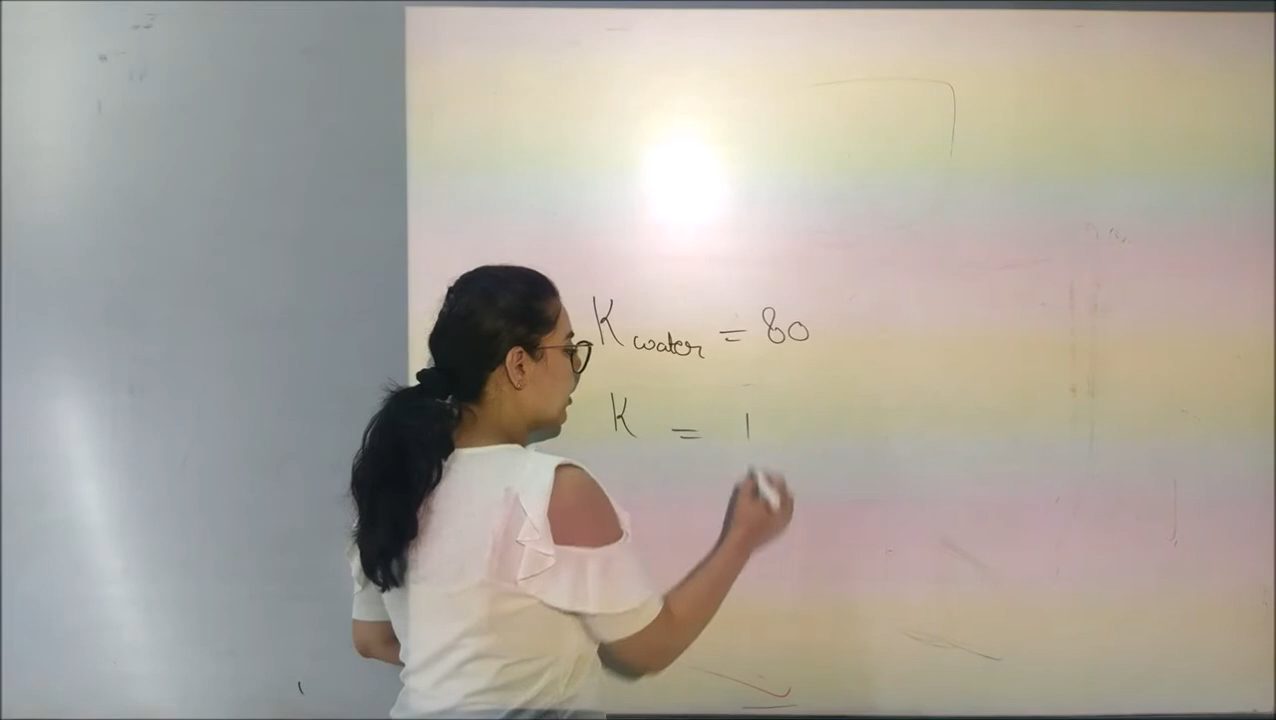 K water = 80
K = 1